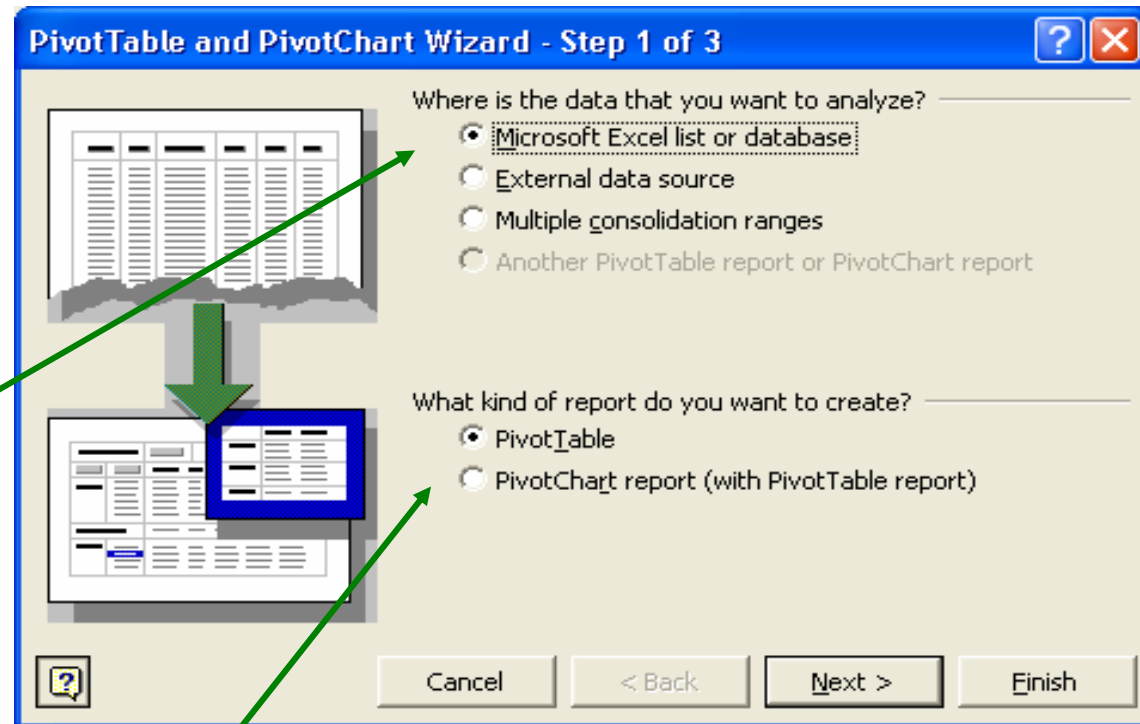 PivotTable and PivotChart Wizard - Step 1 of 3
Where is the data that you want to analyze?
Microsoft Excel list or database
External data source
Multiple consolidation ranges
Another PivotTable report or PivotChart report
What kind of report do you want to create?
PivotTable
PivotChart report (with PivotTable report)
Cancel < Back Next > Finish